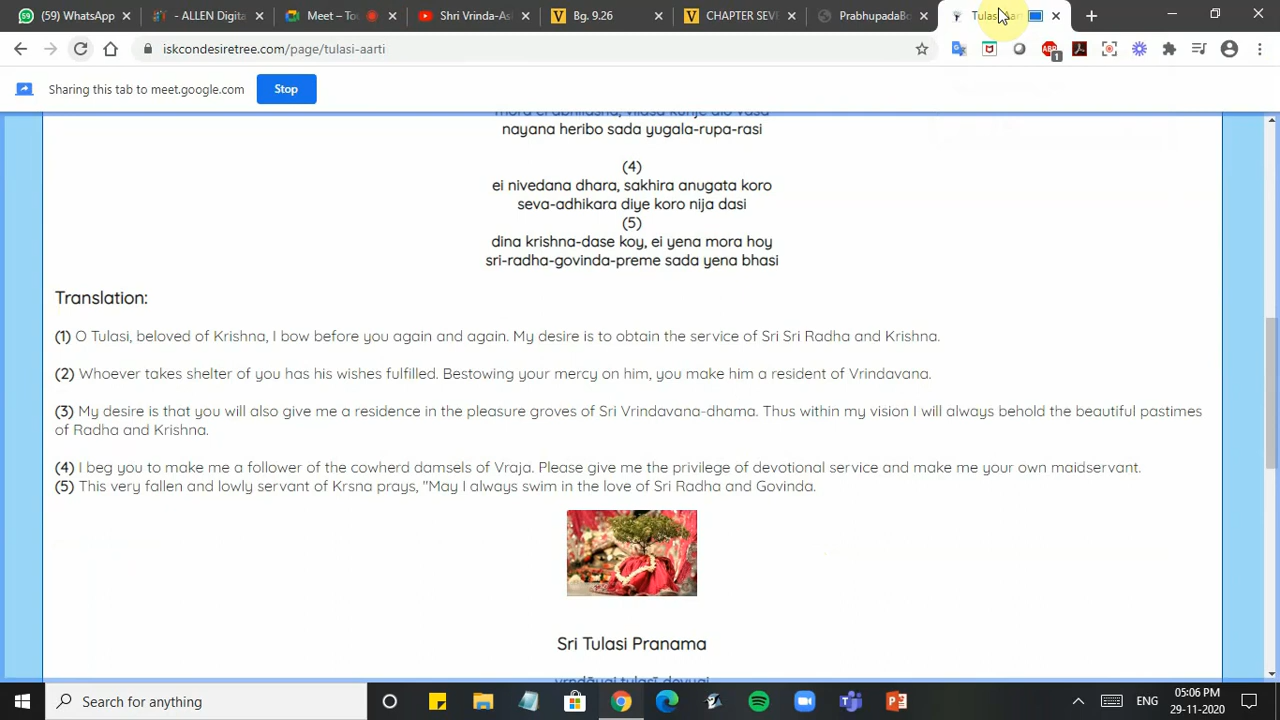 (59) WhatsApp
- ALLEN Digita
Meet – To
Shri Vrinda-As
Bg. 9.26
CHAPTER SEVE
PrabhupadaBo
Tulas
iskcondesiretree.com/page/tulasi-aarti
ABP
1
Sharing this tab to meet.google.com
Stop
nayana heribo sada yugala-rupa-rasi
(4)
ei nivedana dhara, sakhira anugata koro
seva-adhikara diye koro nija dasi
(5)
dina krishna-dase koy, ei yena mora hoy
sri-radha-govinda-preme sada yena bhasi
Translation:
(1) O Tulasi, beloved of Krishna, I bow before you again and again. My desire is to obtain the service of Sri Sri Radha and Krishna.
(2) Whoever takes shelter of you has his wishes fulfilled. Bestowing your mercy on him, you make him a resident of Vrindavana.
(3) My desire is that you will also give me a residence in the pleasure groves of Sri Vrindavana-dhama. Thus within my vision I will always behold the beautiful pastimes
of Radha and Krishna.
(4) I beg you to make me a follower of the cowherd damsels of Vraja. Please give me the privilege of devotional service and make me your own maidservant.
(5) This very fallen and lowly servant of Krsna prays, "May I always swim in the love of Sri Radha and Govinda.
Sri Tulasi Pranama
Search for anything
ENG
05:06 PM
29-11-2020